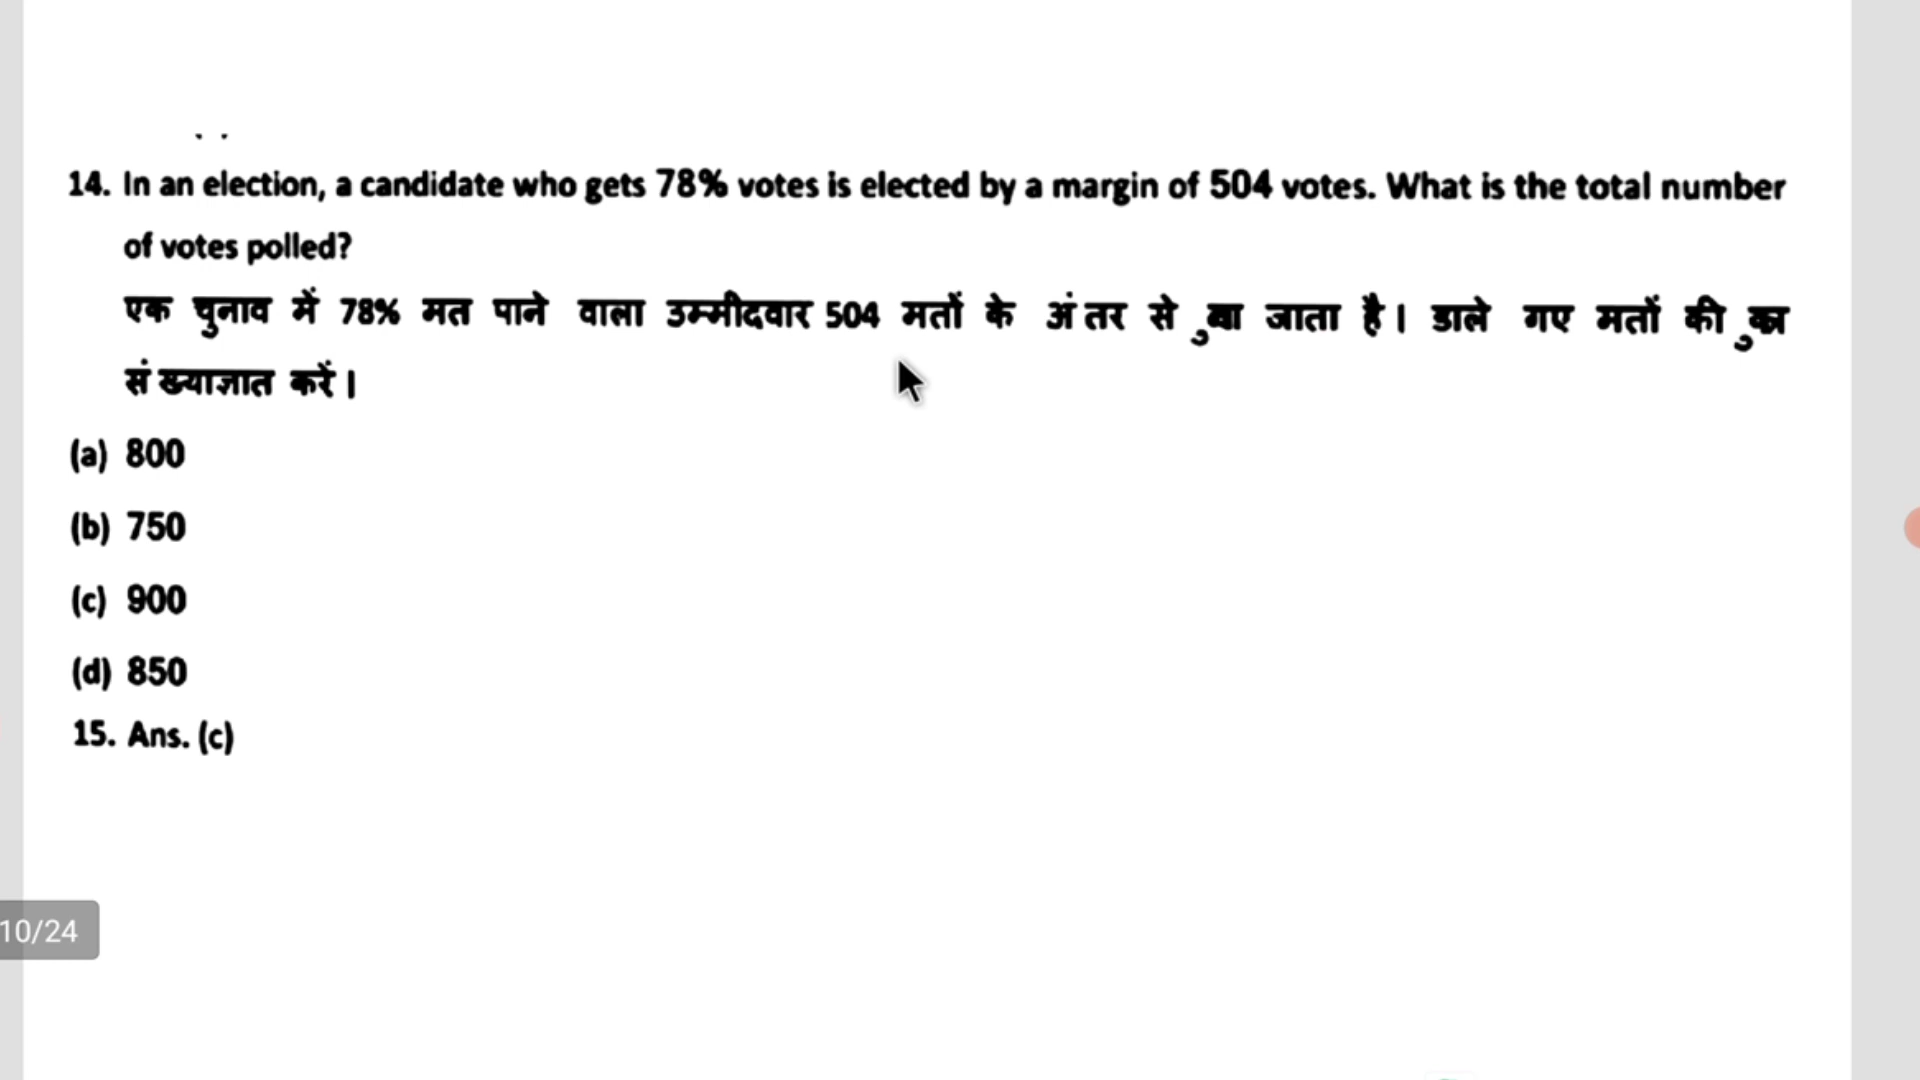 14. In an election, a candidate who gets 78% votes is elected by a margin of 504 votes. What is the total number
of votes polled?
एक चुनाव में 78% मत पाने वाला उम्मीदवार 504 मतों के अंतर से जाता है। डाले गए मतों की
संख्याज्ञात करें।
(a) 800
(b) 750
(c) 900
(d) 850
15. Ans. (c)
10/24